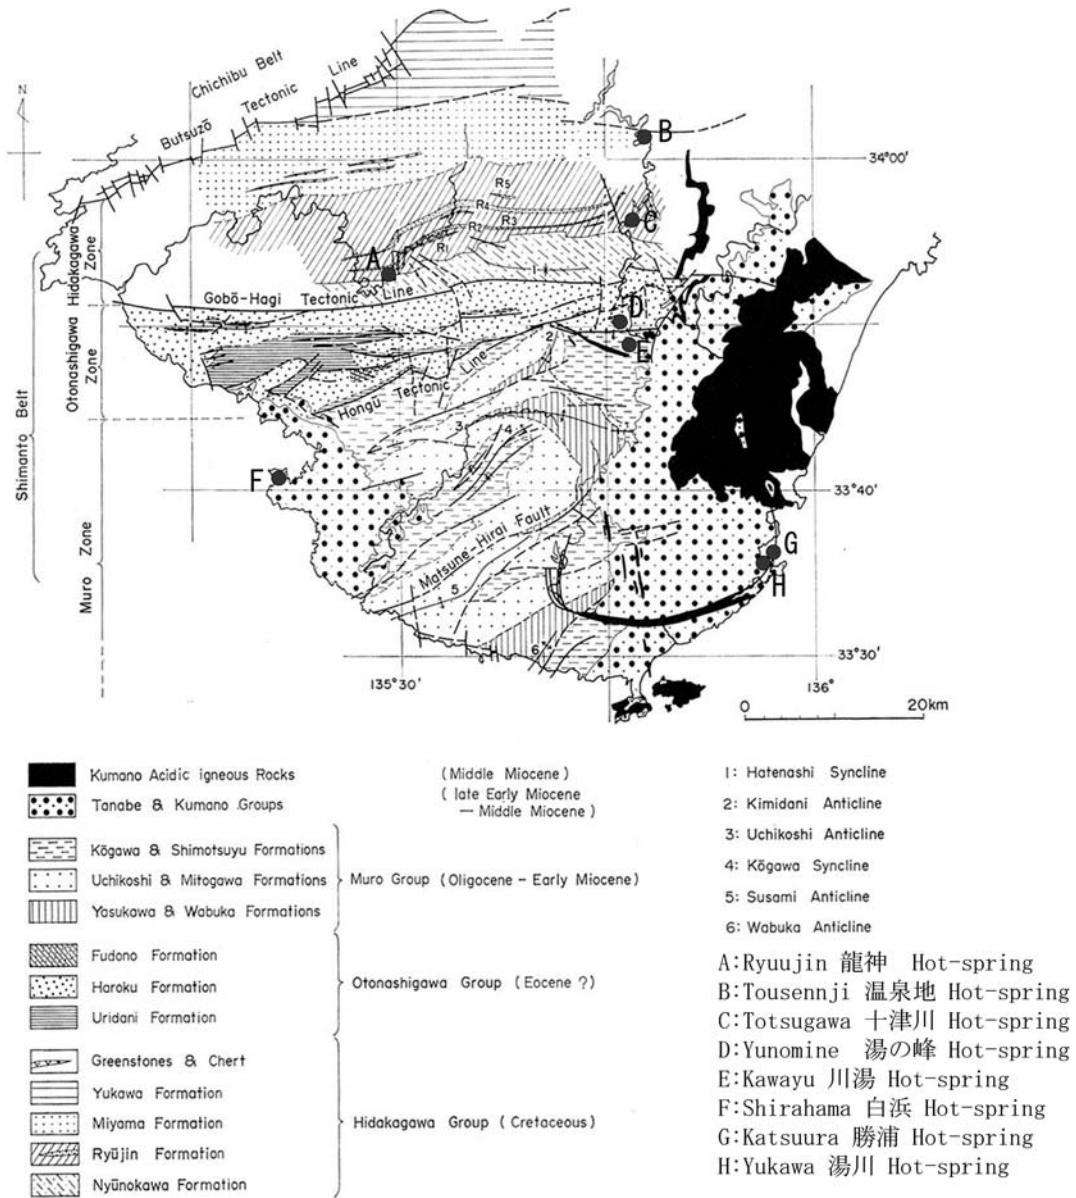 N
Chichibu Belt
Butsuzō Tectonic Line
B
34°00'
R5
R4
R3
R2
R1
C
A
Gobō-Hagi Tectonic Line
D
E
2
Hongū Tectonic Line
3
4
F
33°40'
Matsune-Hirai Fault
G
H
5
6
33°30'
135°30'
136°
0 20km
Shimanto Belt
Hidakagawa Zone
Otonashigawa Zone
Muro Zone
Kumano Acidic igneous Rocks (Middle Miocene)
Tanabe & Kumano Groups (late Early Miocene
— Middle Miocene)
Kōgawa & Shimotsuyu Formations
Uchikoshi & Mitogawa Formations
Yasukawa & Wabuka Formations
Muro Group (Oligocene - Early Miocene)
Fudono Formation
Haroku Formation
Uridani Formation
Otonashigawa Group (Eocene ?)
Greenstones & Chert
Yukawa Formation
Miyama Formation
Ryūjin Formation
Nyūnokawa Formation
Hidakagawa Group (Cretaceous)
1: Hatenashi Syncline
2: Kimidani Anticline
3: Uchikoshi Anticline
4: Kōgawa Syncline
5: Susami Anticline
6: Wabuka Anticline
A:Ryuujin 龍神 Hot-spring
B:Tousennji 温泉地 Hot-spring
C:Totsugawa 十津川 Hot-spring
D:Yunomine 湯の峰 Hot-spring
E:Kawayu 川湯 Hot-spring
F:Shirahama 白浜 Hot-spring
G:Katsuura 勝浦 Hot-spring
H:Yukawa 湯川 Hot-spring